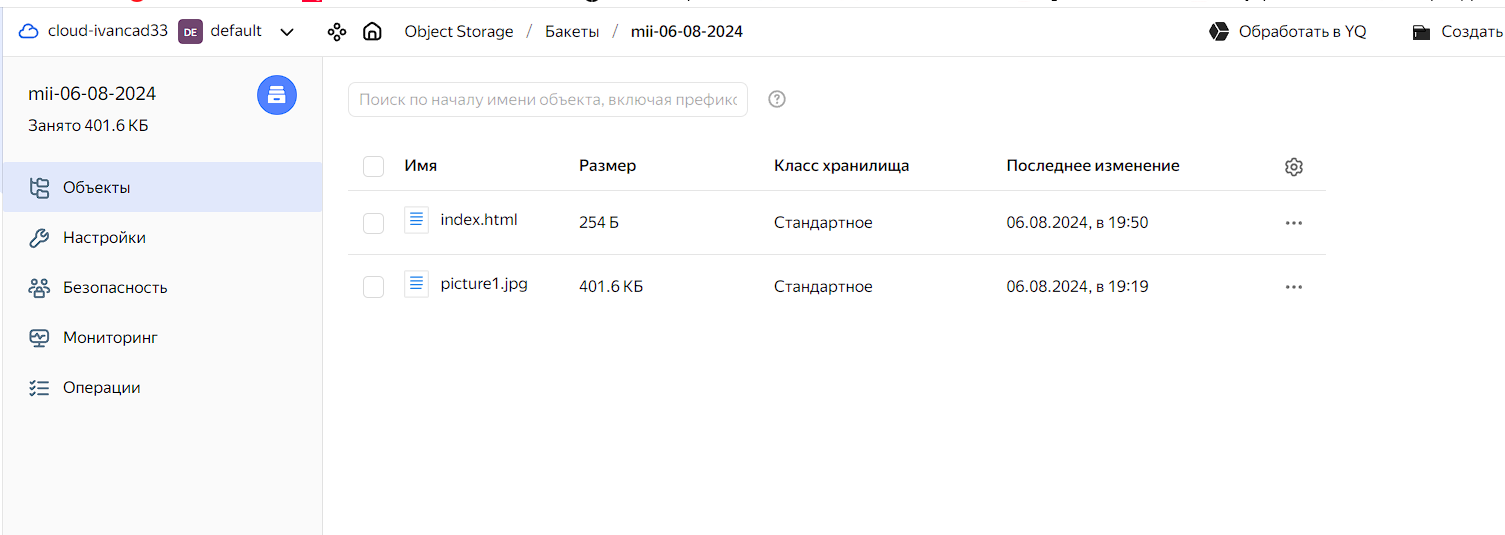 cloud-ivancad33 DE default Object Storage / Бакеты / mii-06-08-2024 Обработать в YQ Создать
mii-06-08-2024
Занято 401.6 КБ
Объекты
Настройки
Безопасность
Мониторинг
Операции
Поиск по началу имени объекта, включая префикс
Имя Размер Класс хранилища Последнее изменение
index.html 254 Б Стандартное 06.08.2024, в 19:50
picture1.jpg 401.6 КБ Стандартное 06.08.2024, в 19:19